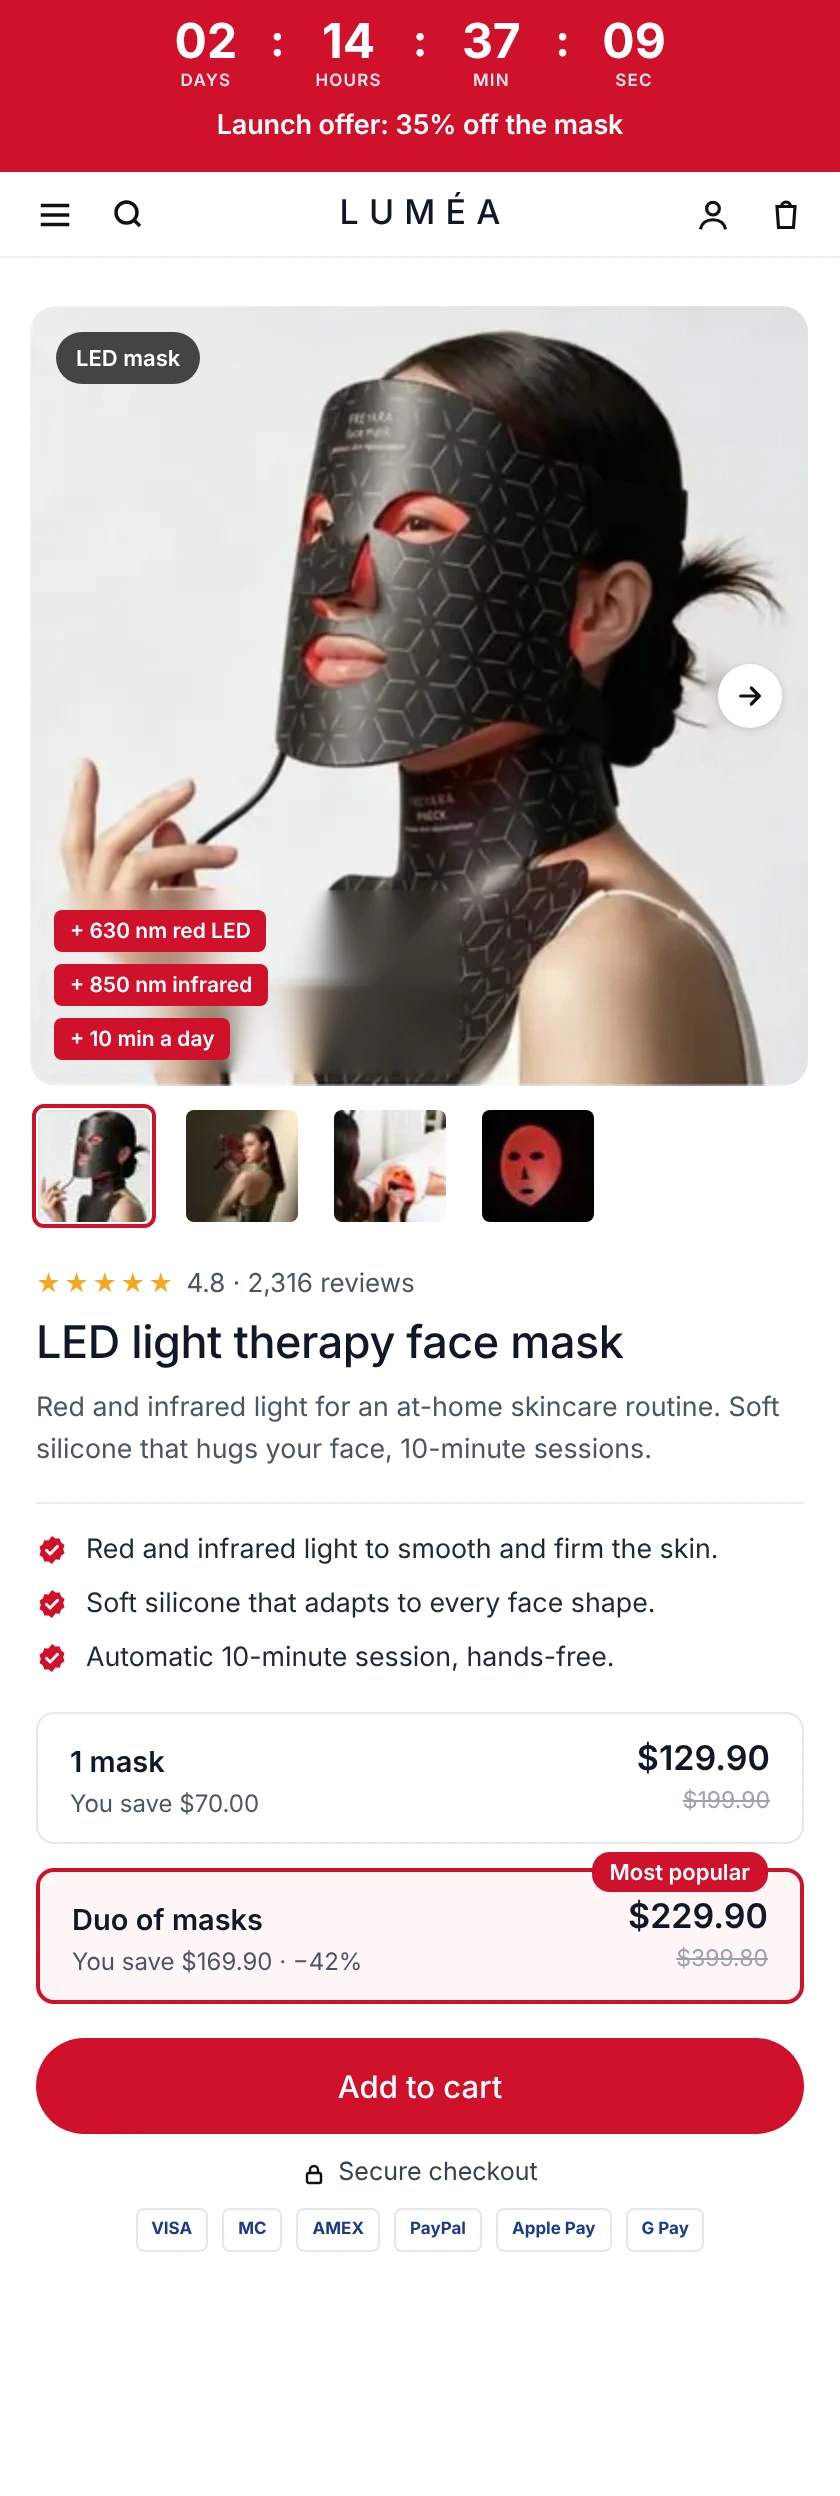 02 : 14 : 37 : 09
DAYS HOURS MIN SEC
Launch offer: 35% off the mask
LUMÉA
LED mask
FREYARA
face mask
FREYARA
+ 630 nm red LED
+ 850 nm infrared
+ 10 min a day
★★★★★ 4.8 · 2,316 reviews
LED light therapy face mask
Red and infrared light for an at-home skincare routine. Soft
silicone that hugs your face, 10-minute sessions.
Red and infrared light to smooth and firm the skin.
Soft silicone that adapts to every face shape.
Automatic 10-minute session, hands-free.
1 mask $129.90
You save $70.00 $199.90
Most popular
Duo of masks $229.90
You save $169.90 · −42% $399.80
Add to cart
Secure checkout
VISA MC AMEX PayPal Apple Pay G Pay